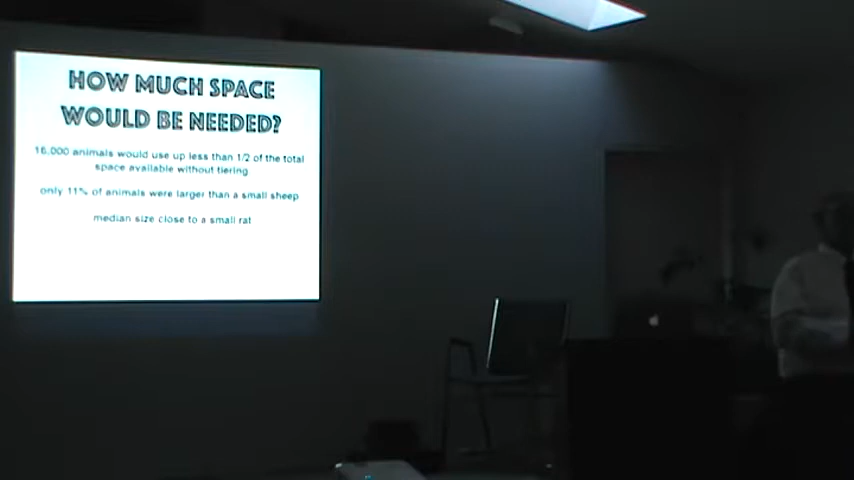 HOW MUCH SPACE
WOULD BE NEEDED?
16,000 animals would use up less than 1/2 of the total
space available without tiering
only 11% of animals were larger than a small sheep
median size close to a small rat